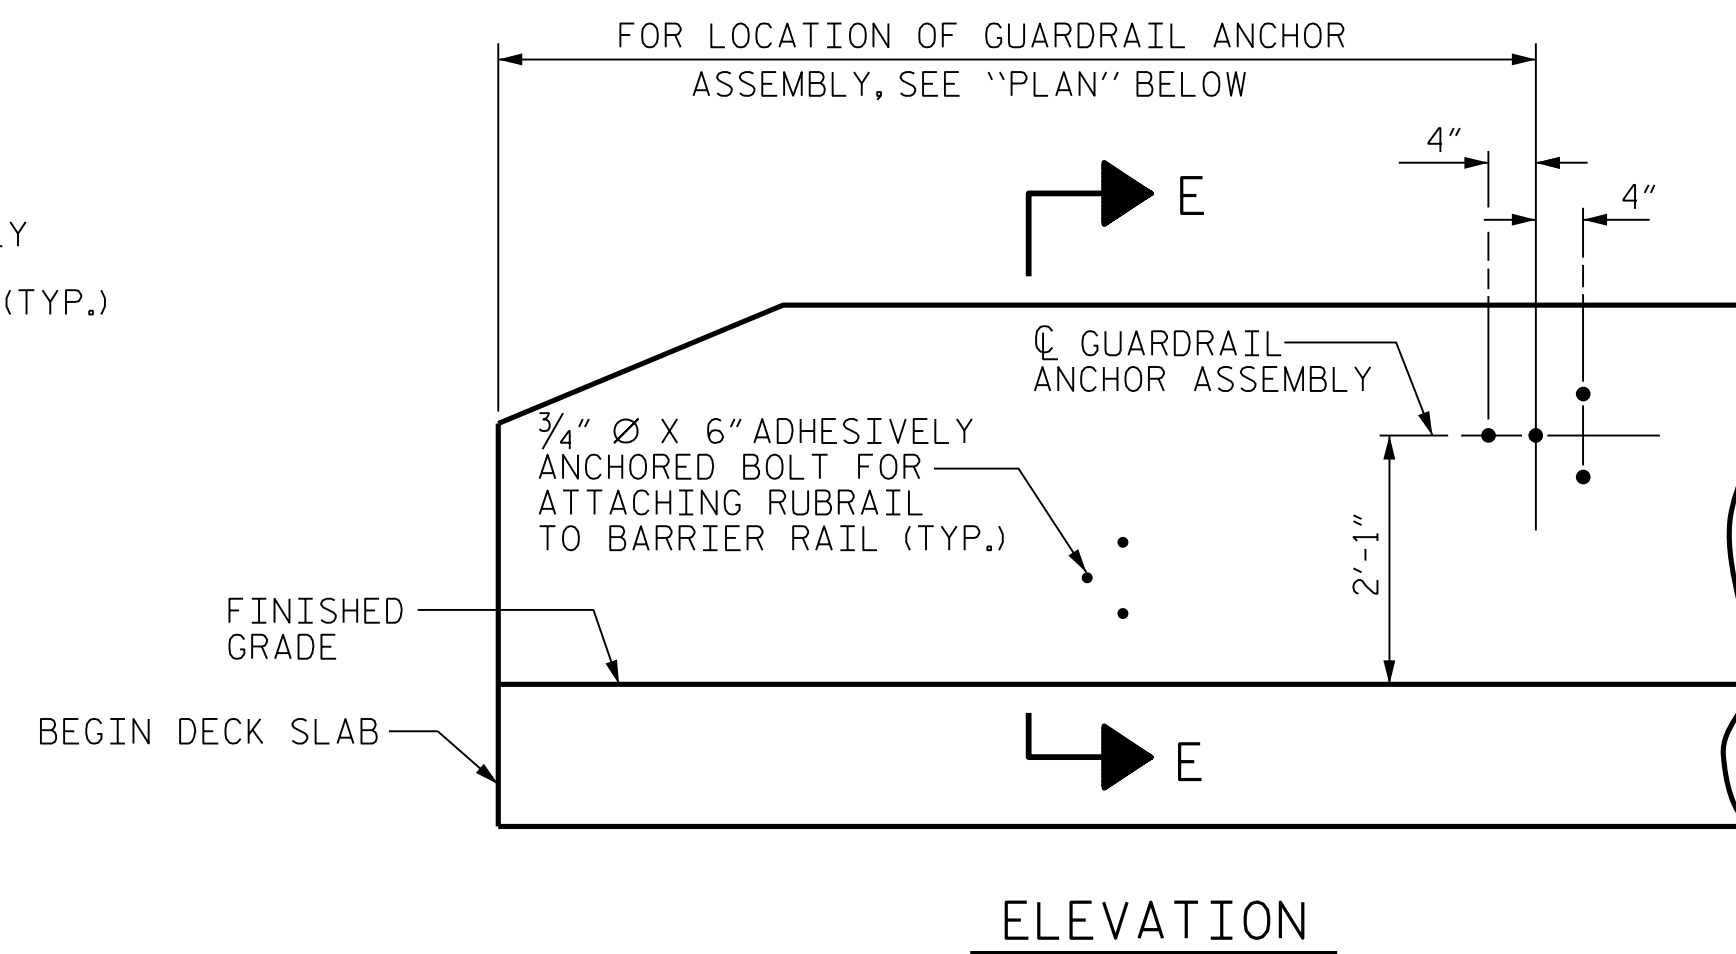 FOR LOCATION OF GUARDRAIL ANCHOR
ASSEMBLY, SEE "PLAN" BELOW
4"
E
4"
Y
(TYP.)
℄ GUARDRAIL
ANCHOR ASSEMBLY
3/4" Ø X 6" ADHESIVELY
ANCHORED BOLT FOR
ATTACHING RUBRAIL
TO BARRIER RAIL (TYP.)
2'-1"
FINISHED
GRADE
BEGIN DECK SLAB
E
ELEVATION